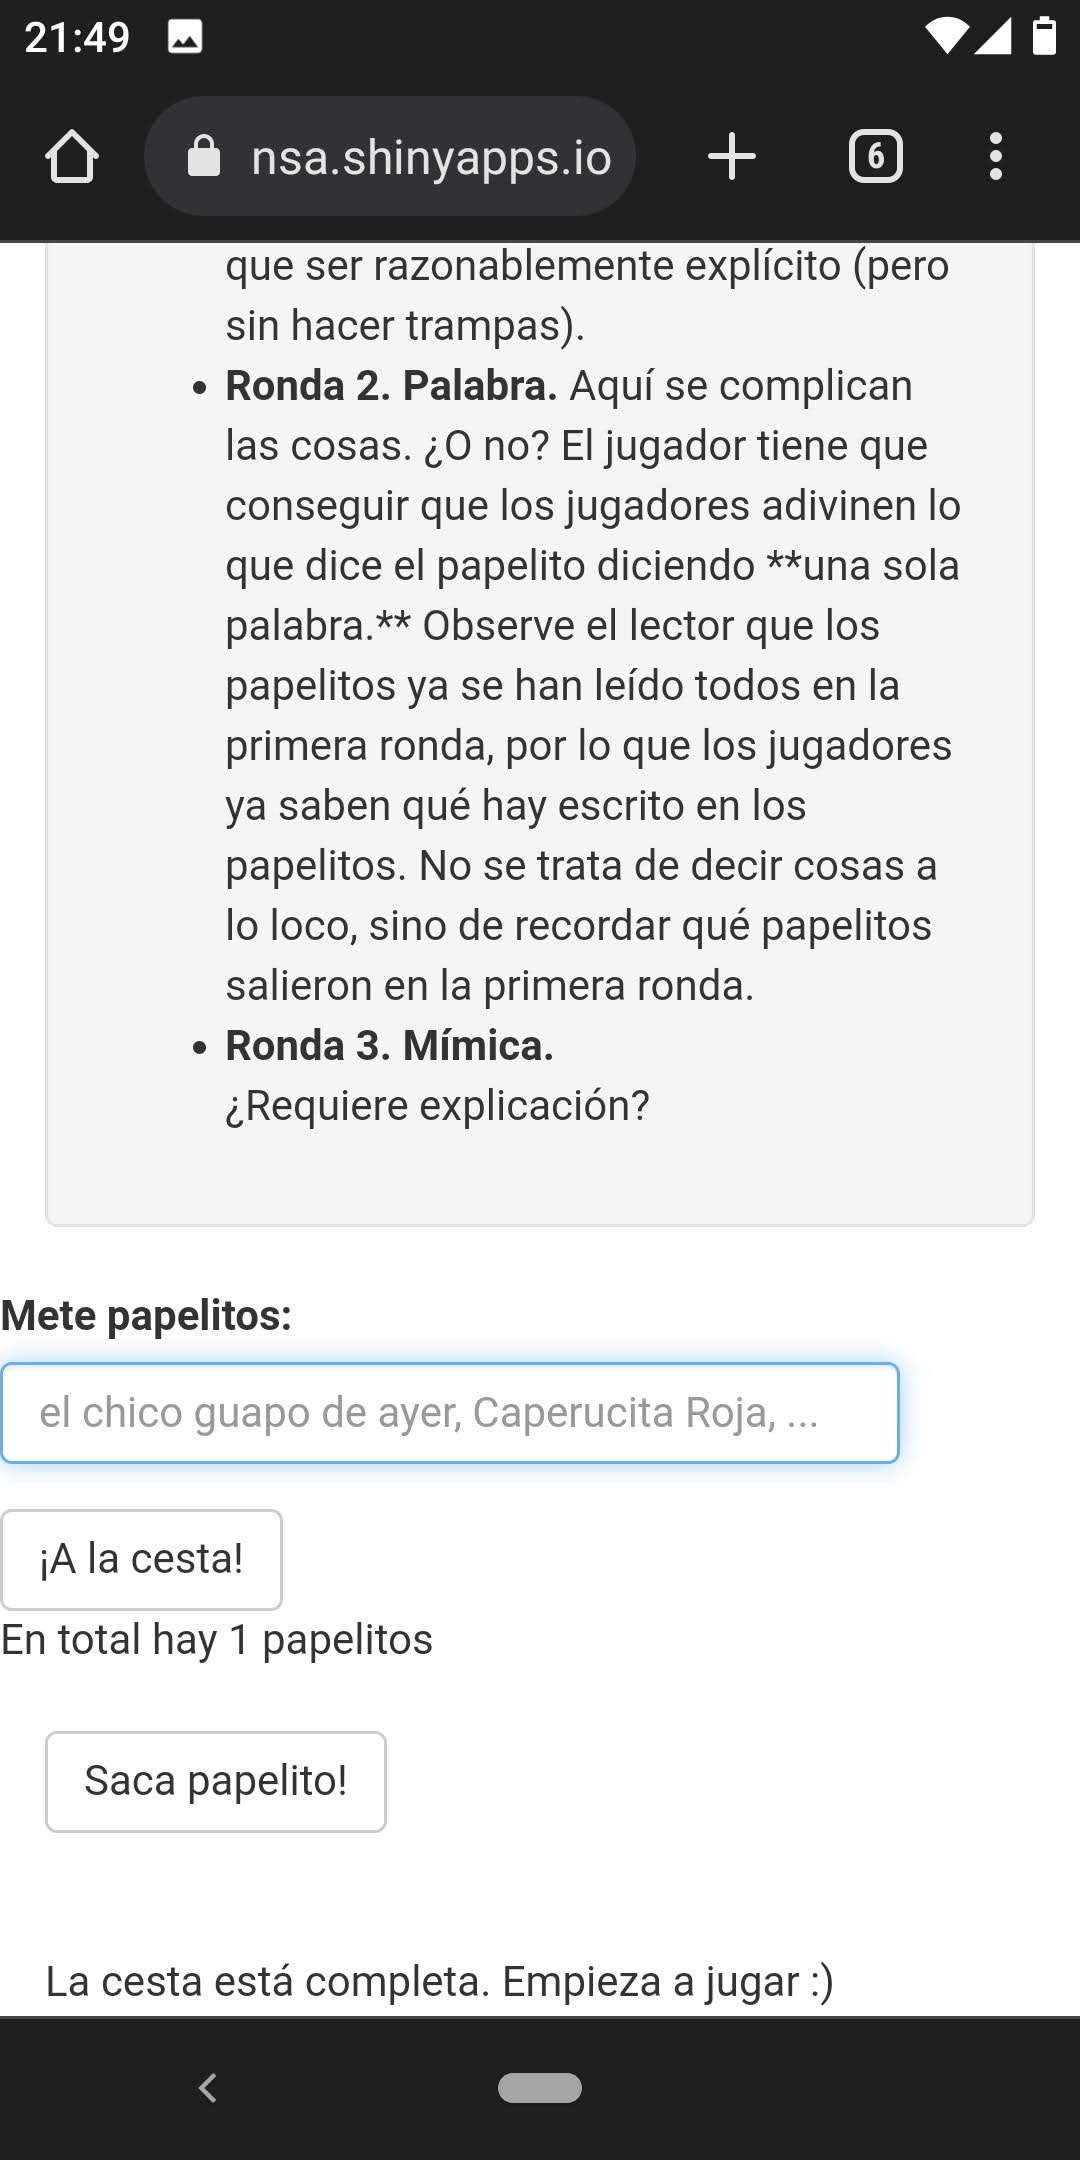 21:49
nsa.shinyapps.io
6
que ser razonablemente explícito (pero
sin hacer trampas).
• Ronda 2. Palabra. Aquí se complican
las cosas. ¿O no? El jugador tiene que
conseguir que los jugadores adivinen lo
que dice el papelito diciendo **una sola
palabra.** Observe el lector que los
papelitos ya se han leído todos en la
primera ronda, por lo que los jugadores
ya saben qué hay escrito en los
papelitos. No se trata de decir cosas a
lo loco, sino de recordar qué papelitos
salieron en la primera ronda.
• Ronda 3. Mímica.
¿Requiere explicación?
Mete papelitos:
el chico guapo de ayer, Caperucita Roja, ...
¡A la cesta!
En total hay 1 papelitos
Saca papelito!
La cesta está completa. Empieza a jugar :)